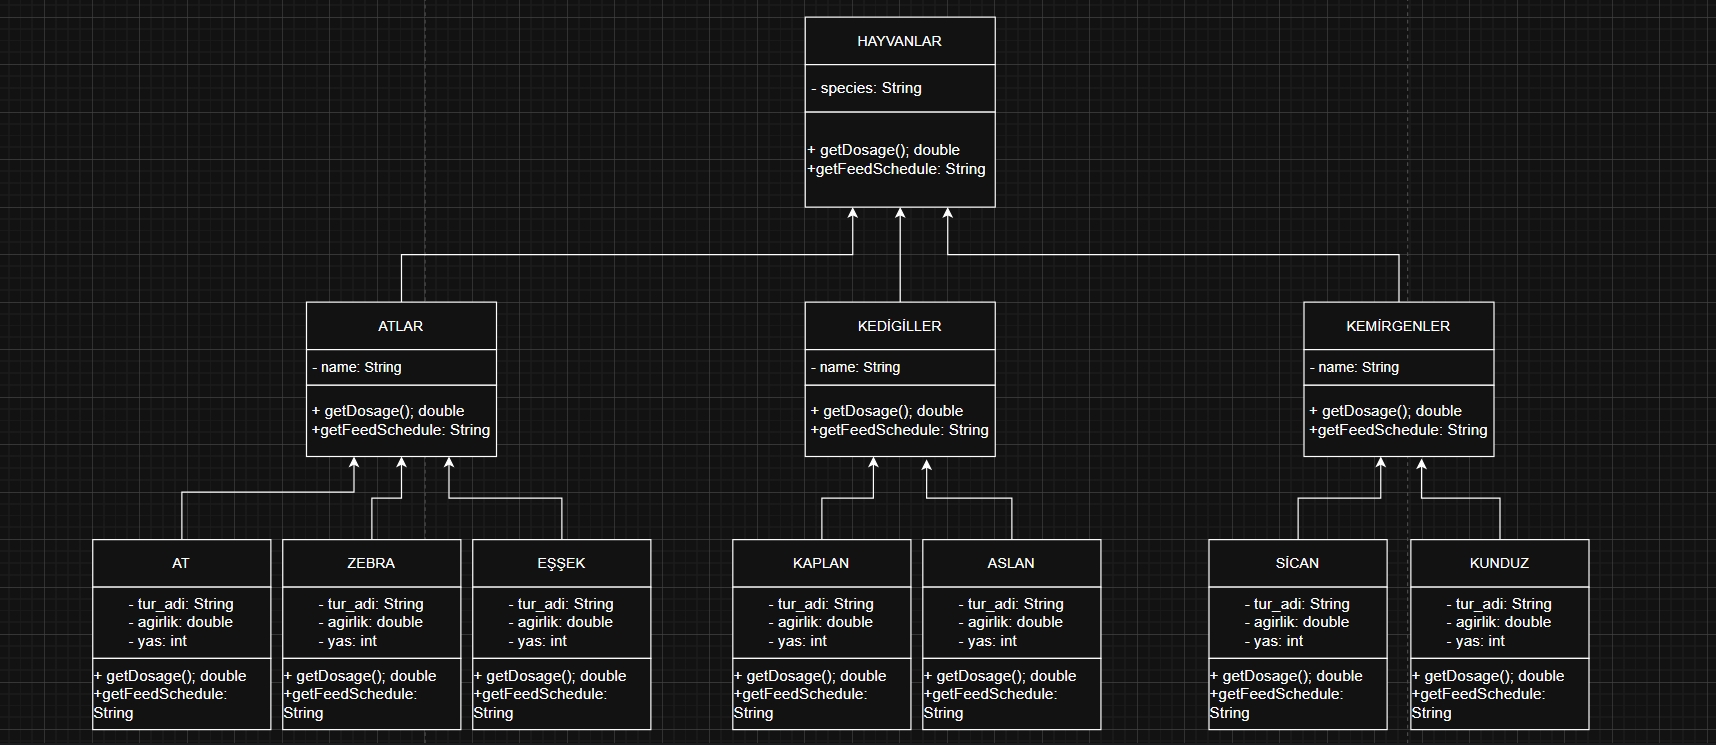 HAYVANLAR
- species: String
+ getDosage(); double
+getFeedSchedule: String
ATLAR
- name: String
+ getDosage(); double
+getFeedSchedule: String
KEDİGİLLER
- name: String
+ getDosage(); double
+getFeedSchedule: String
KEMİRGENLER
- name: String
+ getDosage(); double
+getFeedSchedule: String
AT
- tur_adi: String
- agirlik: double
- yas: int
+ getDosage(); double
+getFeedSchedule:
String
ZEBRA
- tur_adi: String
- agirlik: double
- yas: int
+ getDosage(); double
+getFeedSchedule:
String
EŞŞEK
- tur_adi: String
- agirlik: double
- yas: int
+ getDosage(); double
+getFeedSchedule:
String
KAPLAN
- tur_adi: String
- agirlik: double
- yas: int
+ getDosage(); double
+getFeedSchedule:
String
ASLAN
- tur_adi: String
- agirlik: double
- yas: int
+ getDosage(); double
+getFeedSchedule:
String
SİCAN
- tur_adi: String
- agirlik: double
- yas: int
+ getDosage(); double
+getFeedSchedule:
String
KUNDUZ
- tur_adi: String
- agirlik: double
- yas: int
+ getDosage(); double
+getFeedSchedule:
String